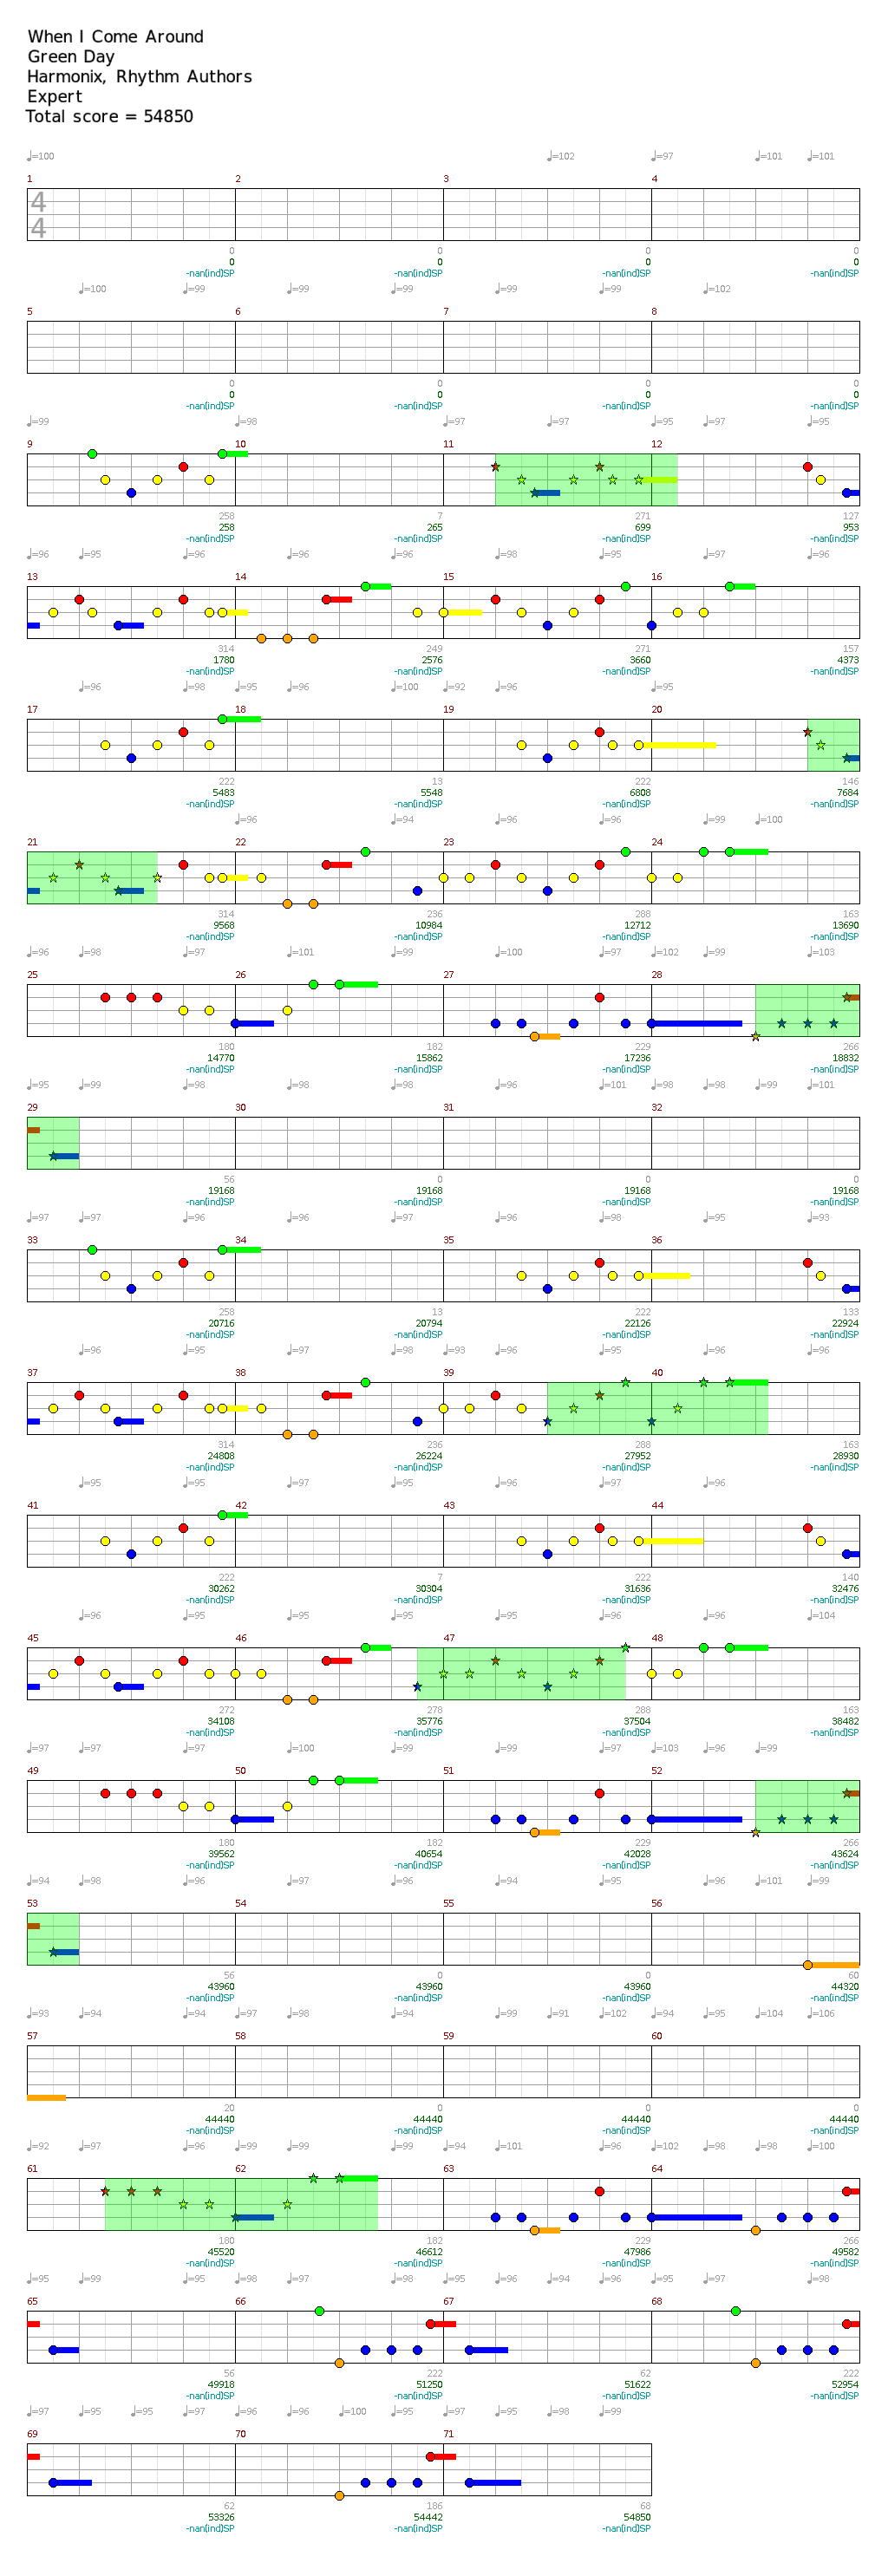 When I Come Around
Green Day
Harmonix, Rhythm Authors
Expert
Total score = 54850
♩=100 ♩=102 ♩=97 ♩=101 ♩=101
1 2 3 4
4
4
0 0 0 0
0 0 0 0
-nan(ind)SP -nan(ind)SP -nan(ind)SP -nan(ind)SP
♩=100 ♩=99 ♩=99 ♩=99 ♩=99 ♩=99 ♩=102
5 6 7 8
0 0 0 0
0 0 0 0
-nan(ind)SP -nan(ind)SP -nan(ind)SP -nan(ind)SP
♩=99 ♩=98 ♩=97 ♩=97 ♩=95 ♩=97 ♩=95
9 10 11 12
258 7 271 127
258 265 699 953
-nan(ind)SP -nan(ind)SP -nan(ind)SP -nan(ind)SP
♩=96 ♩=95 ♩=96 ♩=96 ♩=98 ♩=95 ♩=97 ♩=96
13 14 15 16
314 249 271 157
1780 2576 3660 4373
-nan(ind)SP -nan(ind)SP -nan(ind)SP -nan(ind)SP
♩=96 ♩=98 ♩=95 ♩=96 ♩=100 ♩=92 ♩=96 ♩=95
17 18 19 20
222 13 222 146
5483 5548 6808 7684
-nan(ind)SP -nan(ind)SP -nan(ind)SP -nan(ind)SP
♩=96 ♩=94 ♩=96 ♩=96 ♩=99 ♩=100
21 22 23 24
314 236 288 163
9568 10984 12712 13690
-nan(ind)SP -nan(ind)SP -nan(ind)SP -nan(ind)SP
♩=96 ♩=98 ♩=97 ♩=101 ♩=99 ♩=100 ♩=97 ♩=102 ♩=99 ♩=103
25 26 27 28
180 182 229 266
14770 15862 17236 18832
-nan(ind)SP -nan(ind)SP -nan(ind)SP -nan(ind)SP
♩=95 ♩=99 ♩=98 ♩=98 ♩=98 ♩=96 ♩=101 ♩=98 ♩=98 ♩=99 ♩=101
29 30 31 32
56 0 0 0
19168 19168 19168 19168
-nan(ind)SP -nan(ind)SP -nan(ind)SP -nan(ind)SP
♩=97 ♩=97 ♩=96 ♩=96 ♩=97 ♩=96 ♩=98 ♩=95 ♩=93
33 34 35 36
258 13 222 133
20716 20794 22126 22924
-nan(ind)SP -nan(ind)SP -nan(ind)SP -nan(ind)SP
♩=96 ♩=95 ♩=97 ♩=98 ♩=93 ♩=96 ♩=95 ♩=96 ♩=96
37 38 39 40
314 236 288 163
24808 26224 27952 28930
-nan(ind)SP -nan(ind)SP -nan(ind)SP -nan(ind)SP
♩=95 ♩=96 ♩=97 ♩=95 ♩=96 ♩=97 ♩=96 ♩=96
41 42 43 44
222 7 222 140
30262 30304 31636 32476
-nan(ind)SP -nan(ind)SP -nan(ind)SP -nan(ind)SP
♩=96 ♩=95 ♩=95 ♩=95 ♩=95 ♩=96 ♩=96 ♩=104
45 46 47 48
272 278 288 163
34108 35776 37504 38482
-nan(ind)SP -nan(ind)SP -nan(ind)SP -nan(ind)SP
♩=97 ♩=97 ♩=97 ♩=100 ♩=99 ♩=99 ♩=97 ♩=103 ♩=96 ♩=99
49 50 51 52
180 182 229 266
39562 40654 42028 43624
-nan(ind)SP -nan(ind)SP -nan(ind)SP -nan(ind)SP
♩=94 ♩=98 ♩=96 ♩=97 ♩=96 ♩=94 ♩=95 ♩=96 ♩=101 ♩=99
53 54 55 56
56 0 0 60
43960 43960 43960 44320
-nan(ind)SP -nan(ind)SP -nan(ind)SP -nan(ind)SP
♩=93 ♩=94 ♩=94 ♩=97 ♩=98 ♩=94 ♩=99 ♩=91 ♩=102 ♩=94 ♩=95 ♩=104 ♩=106
57 58 59 60
20 0 0 0
44440 44440 44440 44440
-nan(ind)SP -nan(ind)SP -nan(ind)SP -nan(ind)SP
♩=92 ♩=97 ♩=96 ♩=99 ♩=99 ♩=99 ♩=94 ♩=101 ♩=96 ♩=102 ♩=98 ♩=98 ♩=100
61 62 63 64
180 182 229 266
45520 46612 47986 49582
-nan(ind)SP -nan(ind)SP -nan(ind)SP -nan(ind)SP
♩=95 ♩=99 ♩=95 ♩=98 ♩=97 ♩=98 ♩=95 ♩=96 ♩=94 ♩=96 ♩=95 ♩=97 ♩=98
65 66 67 68
56 222 62 222
49918 51250 51622 52954
-nan(ind)SP -nan(ind)SP -nan(ind)SP -nan(ind)SP
♩=97 ♩=95 ♩=95 ♩=97 ♩=96 ♩=96 ♩=100 ♩=95 ♩=97 ♩=95 ♩=98 ♩=99
69 70 71
62 186 68
53326 54442 54850
-nan(ind)SP -nan(ind)SP -nan(ind)SP